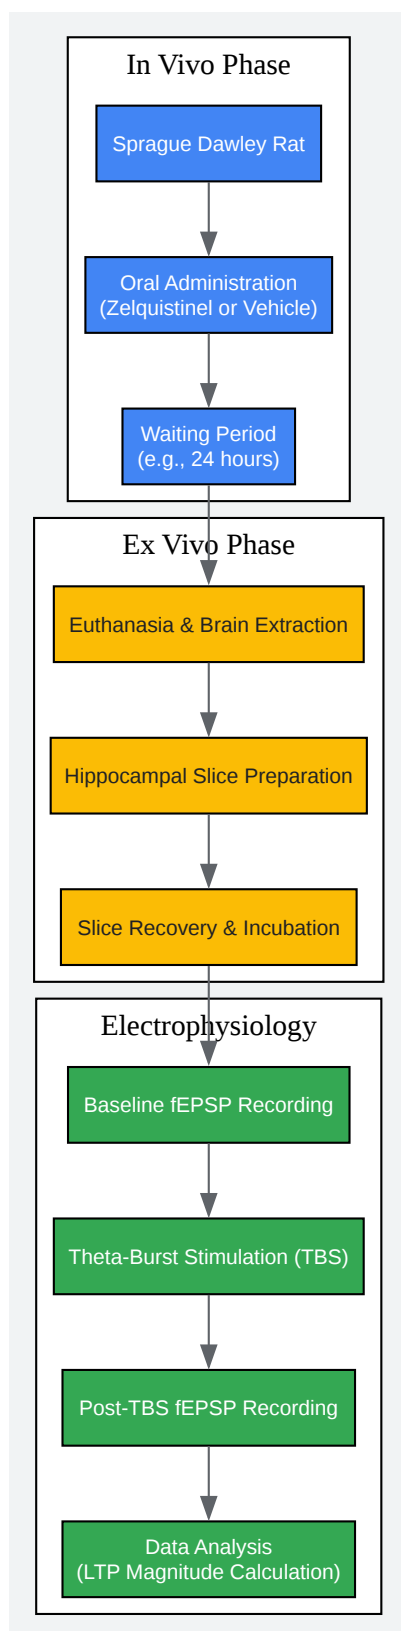 In Vivo Phase
Sprague Dawley Rat
Oral Administration
(Zelquistinel or Vehicle)
Waiting Period
(e.g., 24 hours)
Ex Vivo Phase
Euthanasia & Brain Extraction
Hippocampal Slice Preparation
Slice Recovery & Incubation
Electrophysiology
Baseline fEPSP Recording
Theta-Burst Stimulation (TBS)
Post-TBS fEPSP Recording
Data Analysis
(LTP Magnitude Calculation)